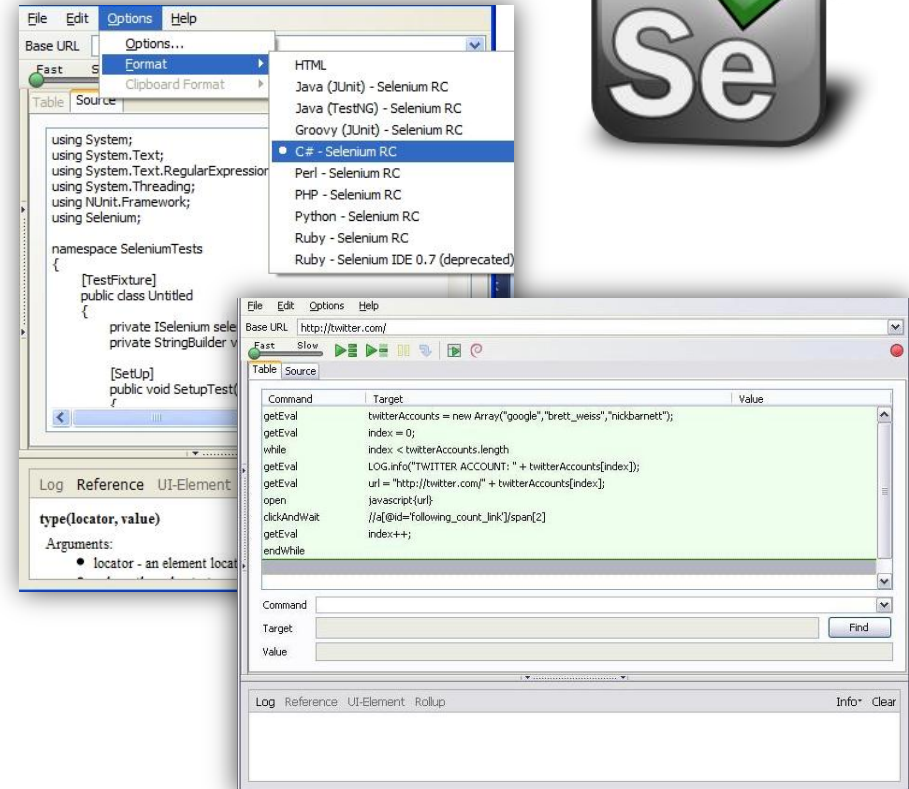 File Edit Options Help
Base URL
Options...
Fast
Format
Clipboard Format
HTML
Java (JUnit) - Selenium RC
Java (TestNG) - Selenium RC
Groovy (JUnit) - Selenium RC
C# - Selenium RC
Perl - Selenium RC
PHP - Selenium RC
Python - Selenium RC
Ruby - Selenium RC
Ruby - Selenium IDE 0.7 (deprecated)
Se
Table Source
using System;
using System.Text;
using System.Text.RegularExpression
using System.Threading;
using NUnit.Framework;
using Selenium;
namespace SeleniumTests
{
[TestFixture]
public class Untitled
{
private ISelenium sele
private StringBuilder v
[SetUp]
public void SetupTest(
{
Log Reference UI-Element
type(locator, value)
Arguments:
• locator - an element locat
File Edit Options Help
Base URL http://twitter.com/
Fast Slow
Table Source
Command Target Value
getEval twitterAccounts = new Array("google","brett_weiss","nickbarnett");
getEval index = 0;
while index < twitterAccounts.length
getEval LOG.info("TWITTER ACCOUNT: " + twitterAccounts[index]);
getEval url = "http://twitter.com/" + twitterAccounts[index];
open javascript{url}
clickAndWait //a[@id='following_count_link']/span[2]
getEval index++;
endWhile
Command
Target Find
Value
Log Reference UI-Element Rollup Info Clear